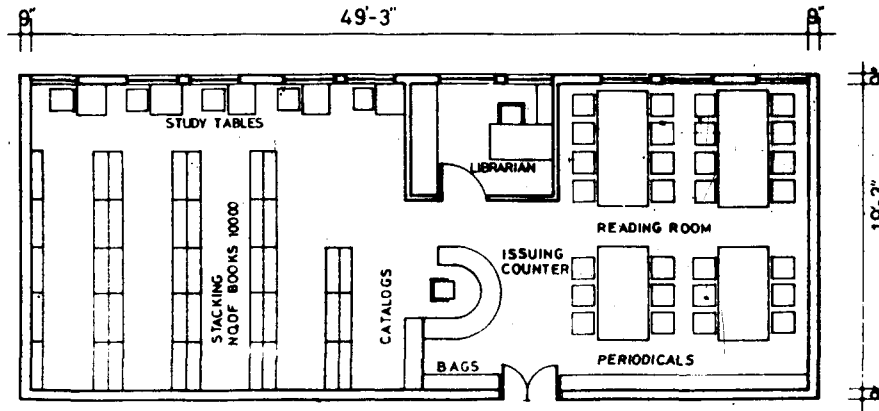 9"
49'-3"
9"
STUDY TABLES
LIBRARIAN
STACKING
NO.OF BOOKS 10000
CATALOGS
ISSUING
COUNTER
READING ROOM
BAGS
PERIODICALS